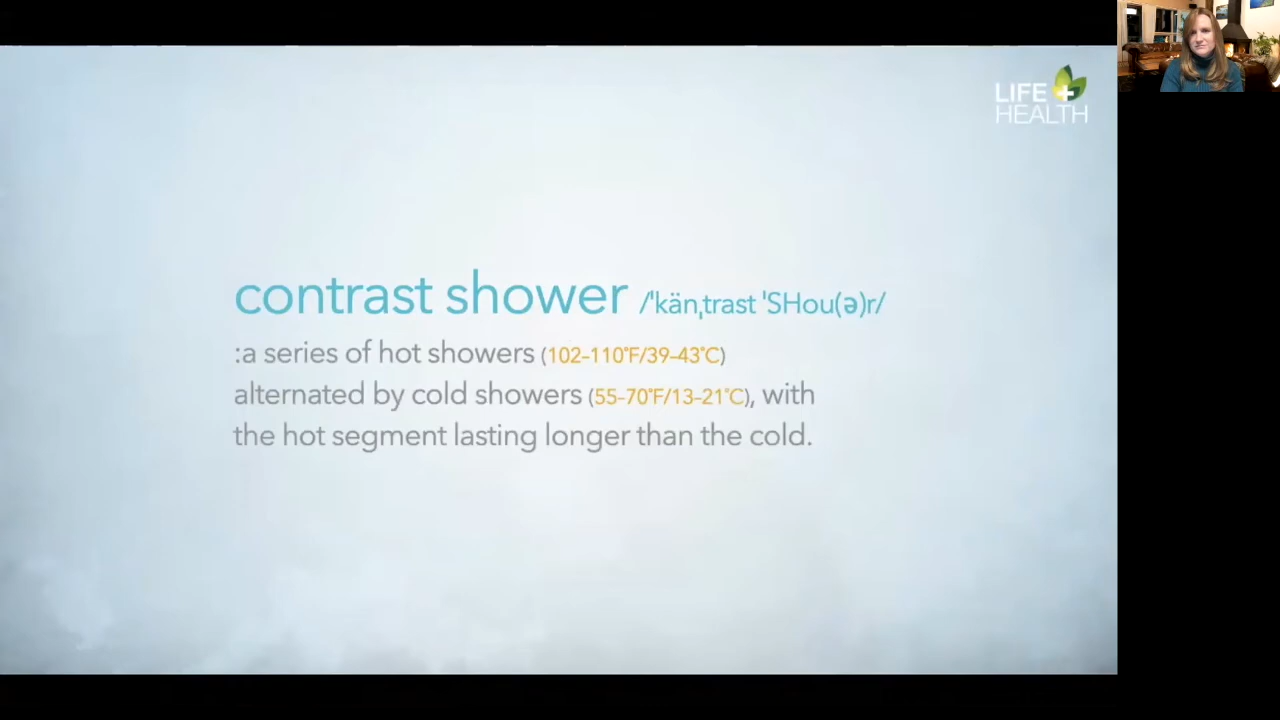 LIFE
HEALTH
contrast shower /ˈkänˌtrast ˈSHou(ə)r/
:a series of hot showers (102-110°F/39-43°C)
alternated by cold showers (55-70°F/13-21°C), with
the hot segment lasting longer than the cold.